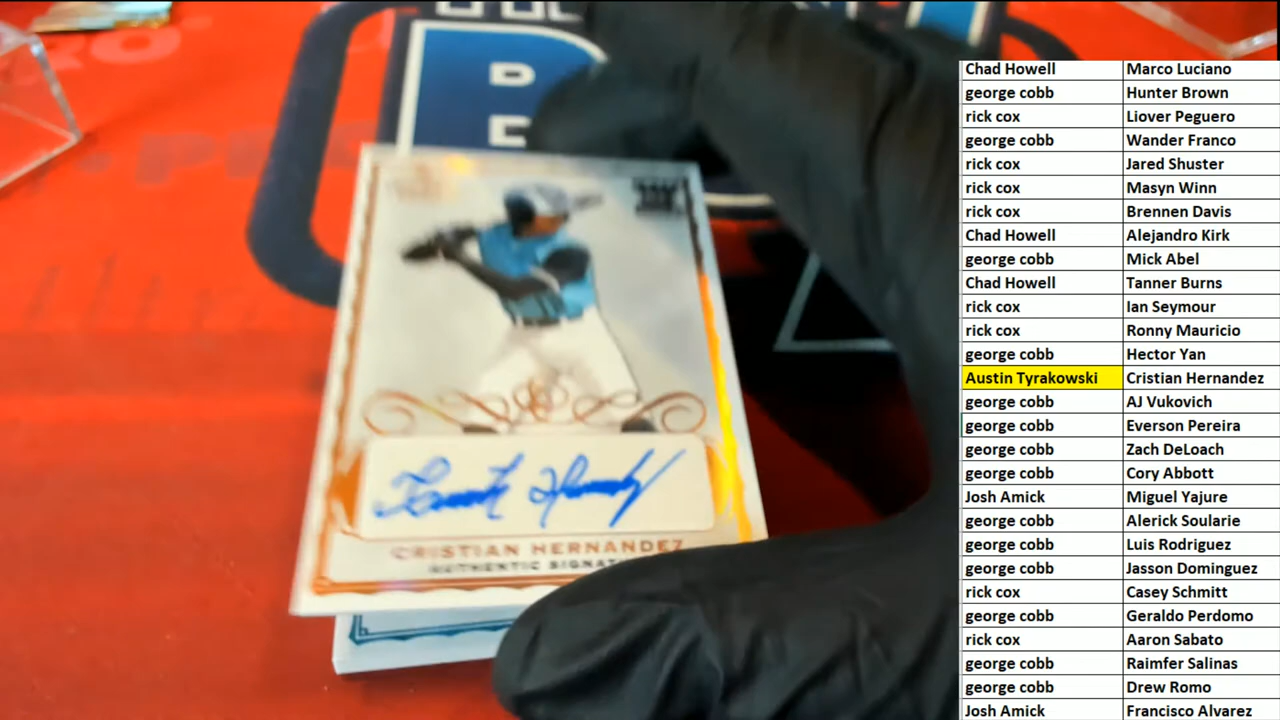 CRISTIAN HERNANDEZ
Chad Howell Marco Luciano
george cobb Hunter Brown
rick cox Liover Peguero
george cobb Wander Franco
rick cox Jared Shuster
rick cox Masyn Winn
rick cox Brennen Davis
Chad Howell Alejandro Kirk
george cobb Mick Abel
Chad Howell Tanner Burns
rick cox Ian Seymour
rick cox Ronny Mauricio
george cobb Hector Yan
Austin Tyrakowski Cristian Hernandez
george cobb AJ Vukovich
george cobb Everson Pereira
george cobb Zach DeLoach
george cobb Cory Abbott
Josh Amick Miguel Yajure
george cobb Alerick Soularie
george cobb Luis Rodriguez
george cobb Jasson Dominguez
rick cox Casey Schmitt
george cobb Geraldo Perdomo
rick cox Aaron Sabato
george cobb Raimfer Salinas
george cobb Drew Romo
Josh Amick Francisco Alvarez